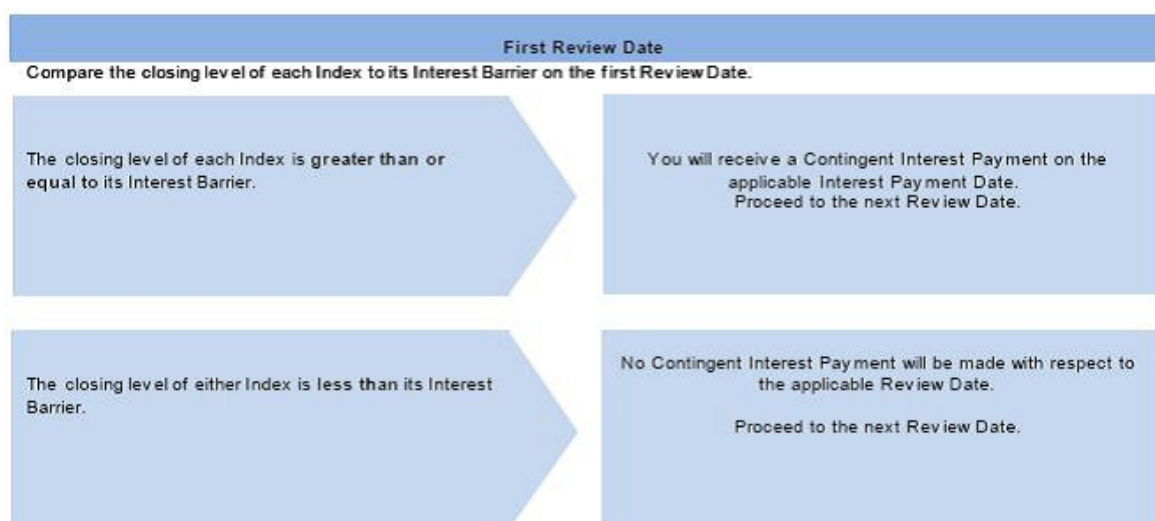 First Review Date
Compare the closing level of each Index to its Interest Barrier on the first Review Date.
The closing level of each Index is greater than or
equal to its Interest Barrier.
You will receive a Contingent Interest Payment on the
applicable Interest Payment Date.
Proceed to the next Review Date.
The closing level of either Index is less than its Interest
Barrier.
No Contingent Interest Payment will be made with respect to
the applicable Review Date.
Proceed to the next Review Date.